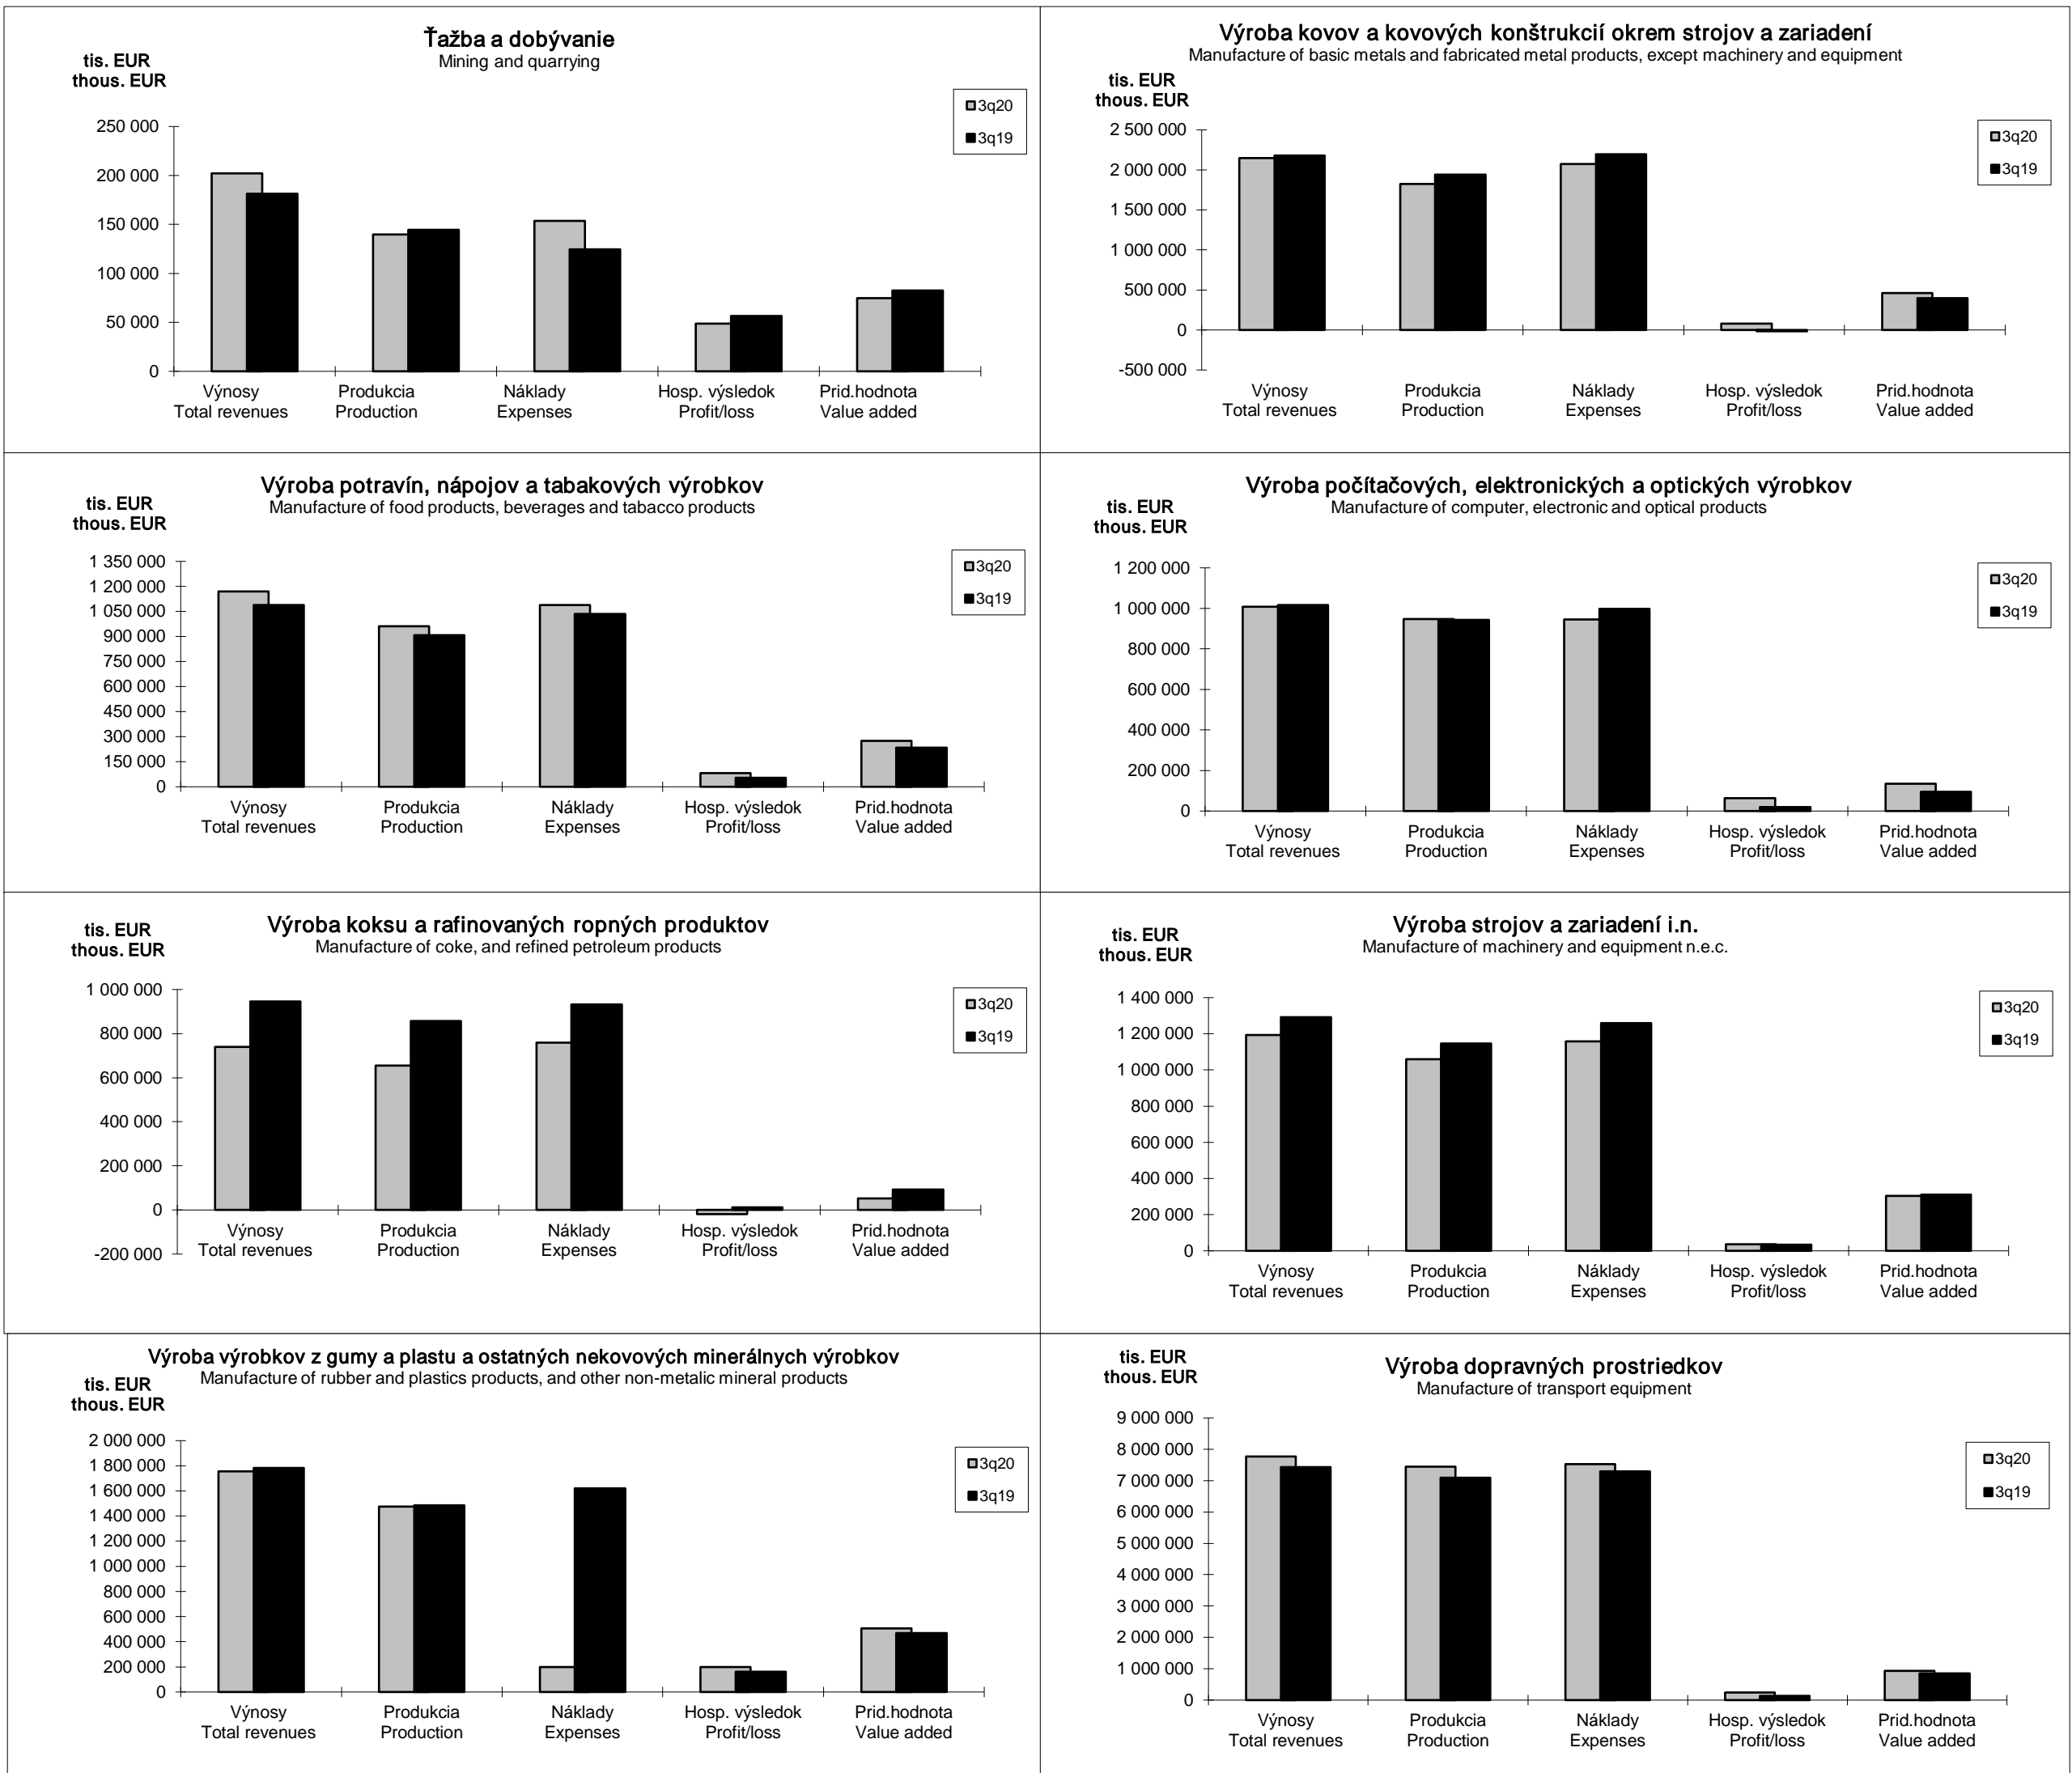 Ťažba a dobývanie
Mining and quarrying
tis. EUR
thous. EUR
3q20
3q19
250 000
200 000
150 000
100 000
50 000
0
Výnosy Produkcia Náklady Hosp. výsledok Prid.hodnota
Total revenues Production Expenses Profit/loss Value added
Výroba kovov a kovových konštrukcií okrem strojov a zariadení
Manufacture of basic metals and fabricated metal products, except machinery and equipment
tis. EUR
thous. EUR
3q20
3q19
2 500 000
2 000 000
1 500 000
1 000 000
500 000
0
-500 000
Výnosy Produkcia Náklady Hosp. výsledok Prid.hodnota
Total revenues Production Expenses Profit/loss Value added
Výroba potravín, nápojov a tabakových výrobkov
Manufacture of food products, beverages and tabacco products
tis. EUR
thous. EUR
3q20
3q19
1 350 000
1 200 000
1 050 000
900 000
750 000
600 000
450 000
300 000
150 000
0
Výnosy Produkcia Náklady Hosp. výsledok Prid.hodnota
Total revenues Production Expenses Profit/loss Value added
Výroba počítačových, elektronických a optických výrobkov
Manufacture of computer, electronic and optical products
tis. EUR
thous. EUR
3q20
3q19
1 200 000
1 000 000
800 000
600 000
400 000
200 000
0
Výnosy Produkcia Náklady Hosp. výsledok Prid.hodnota
Total revenues Production Expenses Profit/loss Value added
Výroba koksu a rafinovaných ropných produktov
Manufacture of coke, and refined petroleum products
tis. EUR
thous. EUR
3q20
3q19
1 000 000
800 000
600 000
400 000
200 000
0
-200 000
Výnosy Produkcia Náklady Hosp. výsledok Prid.hodnota
Total revenues Production Expenses Profit/loss Value added
Výroba strojov a zariadení i.n.
Manufacture of machinery and equipment n.e.c.
tis. EUR
thous. EUR
3q20
3q19
1 400 000
1 200 000
1 000 000
800 000
600 000
400 000
200 000
0
Výnosy Produkcia Náklady Hosp. výsledok Prid.hodnota
Total revenues Production Expenses Profit/loss Value added
Výroba výrobkov z gumy a plastu a ostatných nekovových minerálnych výrobkov
Manufacture of rubber and plastics products, and other non-metalic mineral products
tis. EUR
thous. EUR
3q20
3q19
2 000 000
1 800 000
1 600 000
1 400 000
1 200 000
1 000 000
800 000
600 000
400 000
200 000
0
Výnosy Produkcia Náklady Hosp. výsledok Prid.hodnota
Total revenues Production Expenses Profit/loss Value added
Výroba dopravných prostriedkov
Manufacture of transport equipment
tis. EUR
thous. EUR
3q20
3q19
9 000 000
8 000 000
7 000 000
6 000 000
5 000 000
4 000 000
3 000 000
2 000 000
1 000 000
0
Výnosy Produkcia Náklady Hosp. výsledok Prid.hodnota
Total revenues Production Expenses Profit/loss Value added